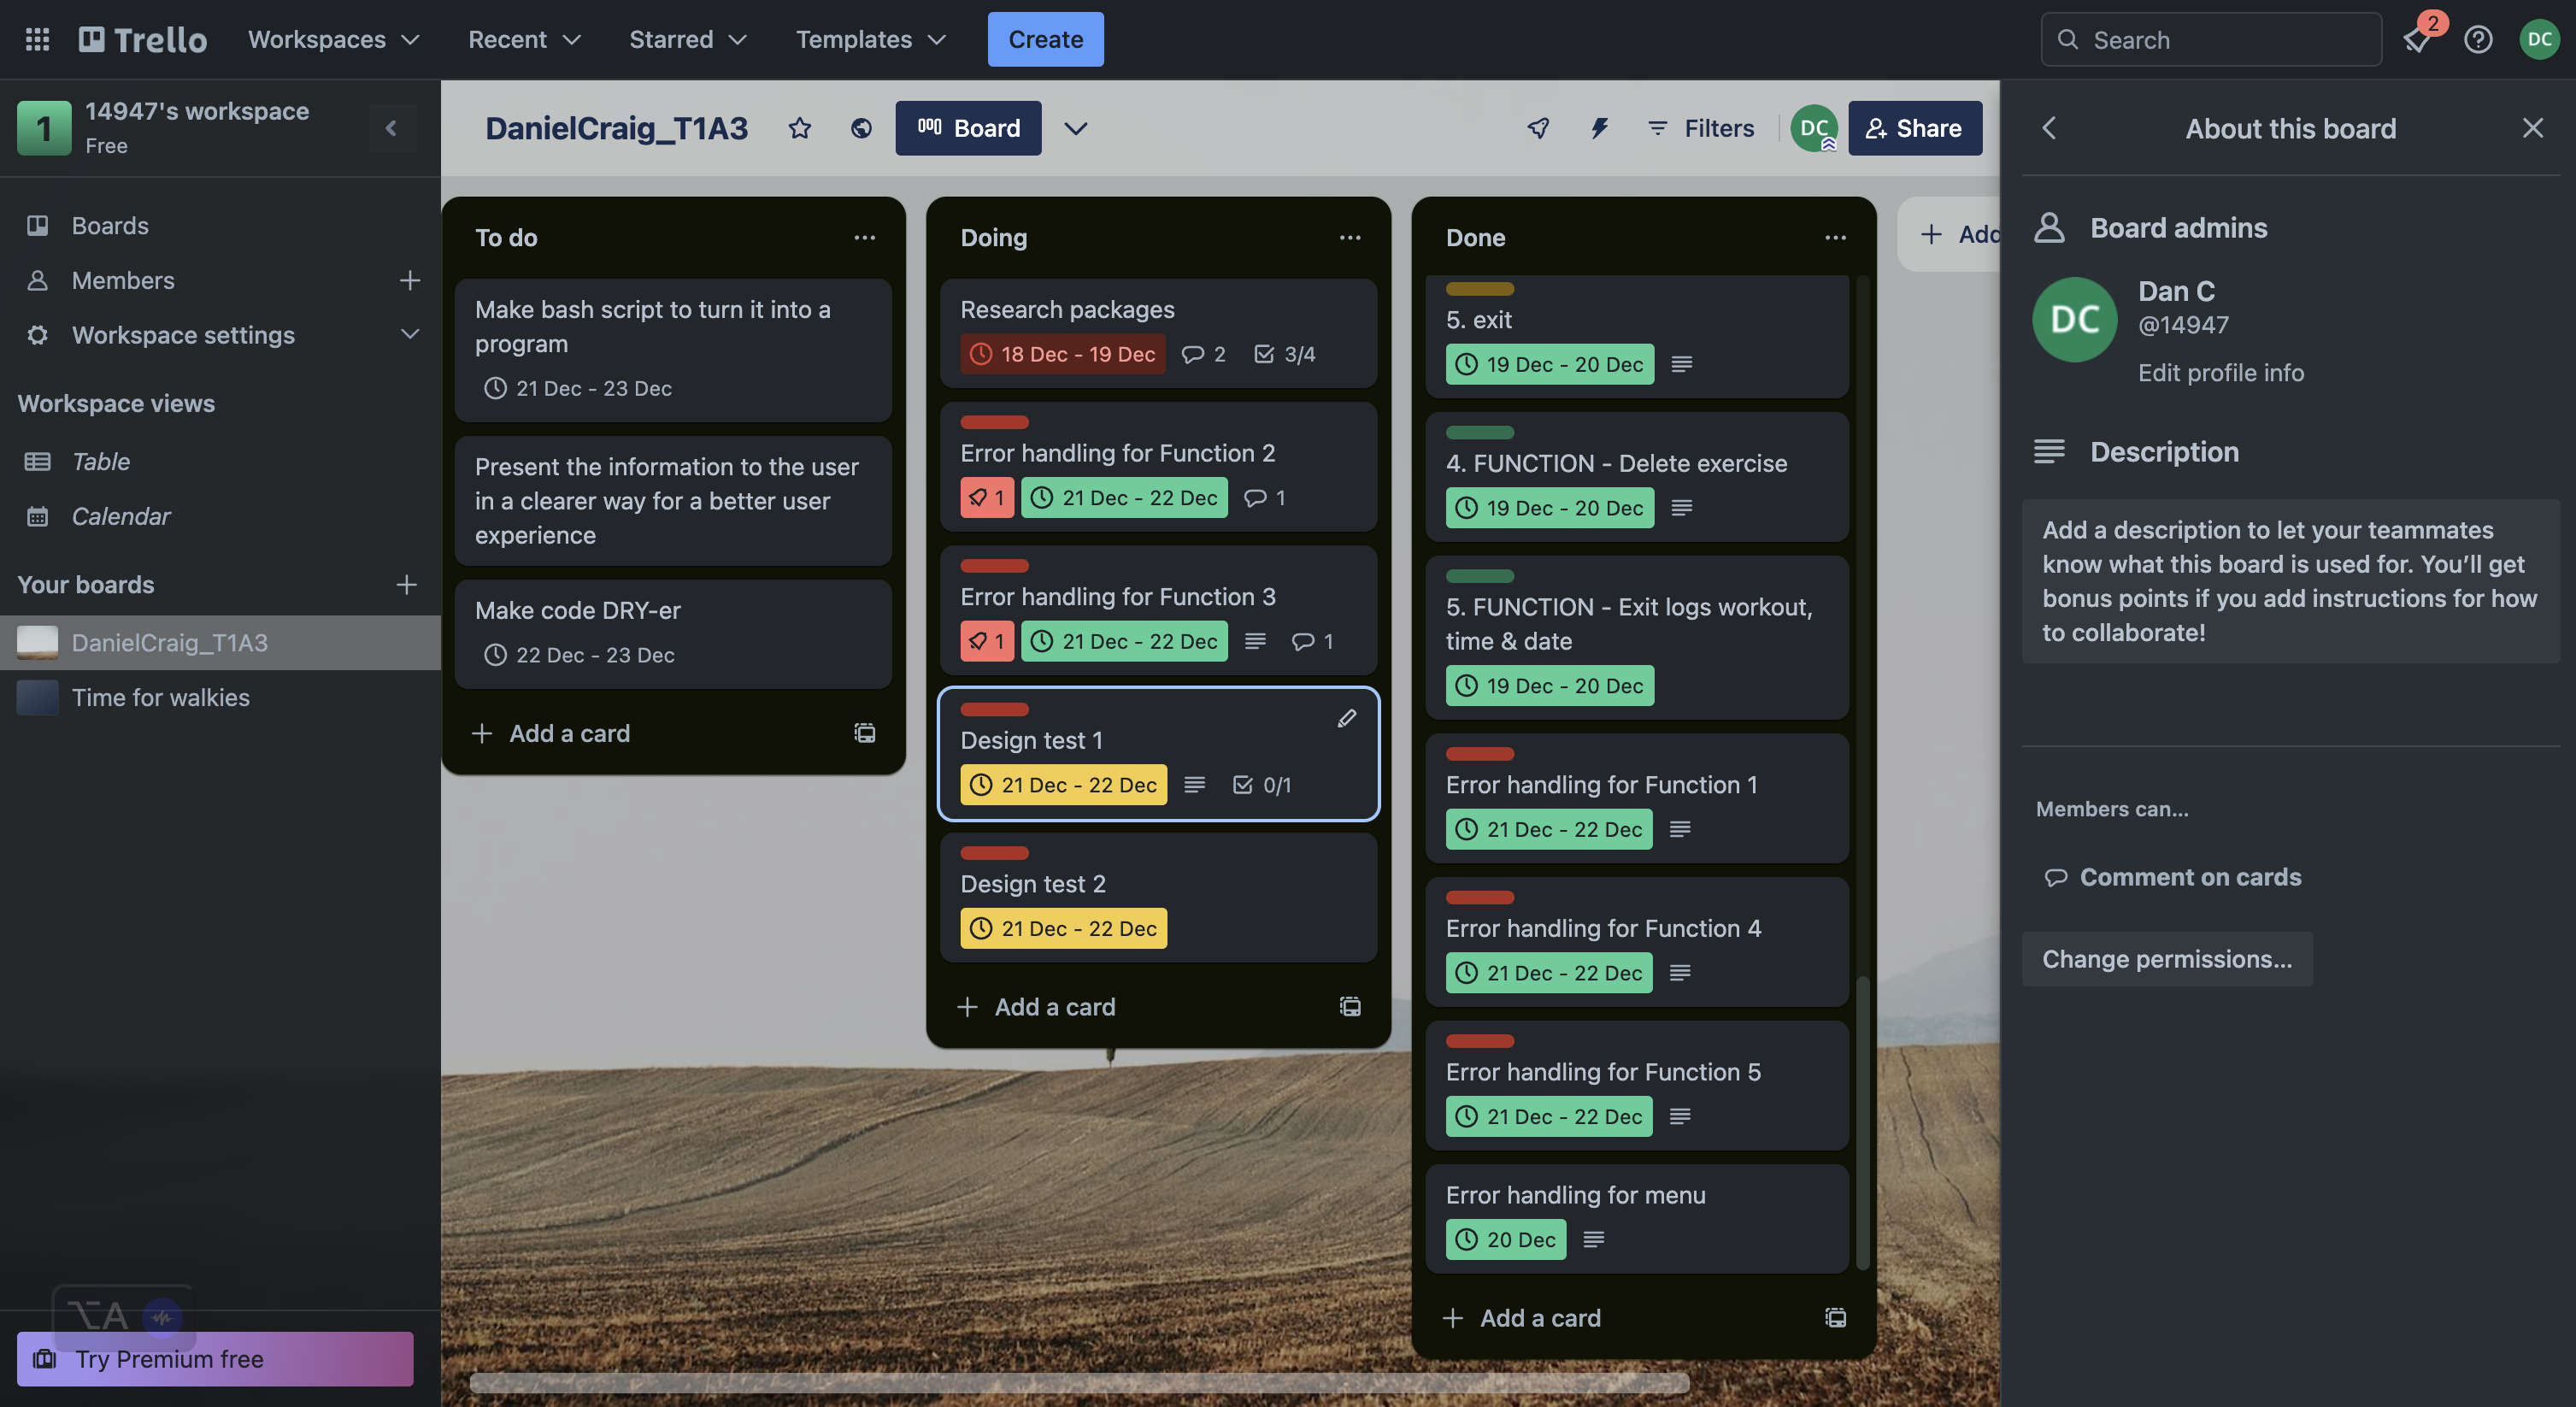 Trello
Workspaces
Recent
Starred
Templates
Create
Search
2
DC
1
14947's workspace
Free
Boards
Members
Workspace settings
Workspace views
Table
Calendar
Your boards
DanielCraig_T1A3
Time for walkies
⌥A
Try Premium free
DanielCraig_T1A3
Board
Filters
DC
Share
To do
Make bash script to turn it into a
program
21 Dec - 23 Dec
Present the information to the user
in a clearer way for a better user
experience
Make code DRY-er
22 Dec - 23 Dec
Add a card
Doing
Research packages
18 Dec - 19 Dec 2 3/4
Error handling for Function 2
1 21 Dec - 22 Dec 1
Error handling for Function 3
1 21 Dec - 22 Dec 1
Design test 1
21 Dec - 22 Dec 0/1
Design test 2
21 Dec - 22 Dec
Add a card
Done
5. exit
19 Dec - 20 Dec
4. FUNCTION - Delete exercise
19 Dec - 20 Dec
5. FUNCTION - Exit logs workout,
time & date
19 Dec - 20 Dec
Error handling for Function 1
21 Dec - 22 Dec
Error handling for Function 4
21 Dec - 22 Dec
Error handling for Function 5
21 Dec - 22 Dec
Error handling for menu
20 Dec
Add a card
Add
About this board
Board admins
DC
Dan C
@14947
Edit profile info
Description
Add a description to let your teammates
know what this board is used for. You’ll get
bonus points if you add instructions for how
to collaborate!
Members can...
Comment on cards
Change permissions...